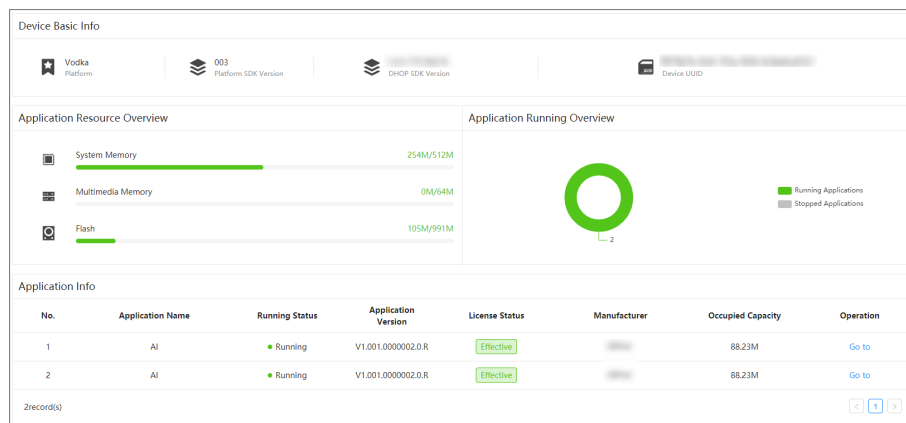 Device Basic Info
Vodka
Platform
003
Platform SDK Version
DHOP SDK Version
Device UUID
Application Resource Overview
System Memory 254M/512M
Multimedia Memory 0M/64M
Flash 105M/991M
Application Running Overview
2
Running Applications
Stopped Applications
Application Info
No. Application Name Running Status Application Version License Status Manufacturer Occupied Capacity Operation
1 AI Running V1.001.0000002.0.R Effective 88.23M Go to
2 AI Running V1.001.0000002.0.R Effective 88.23M Go to
2record(s) < 1 >